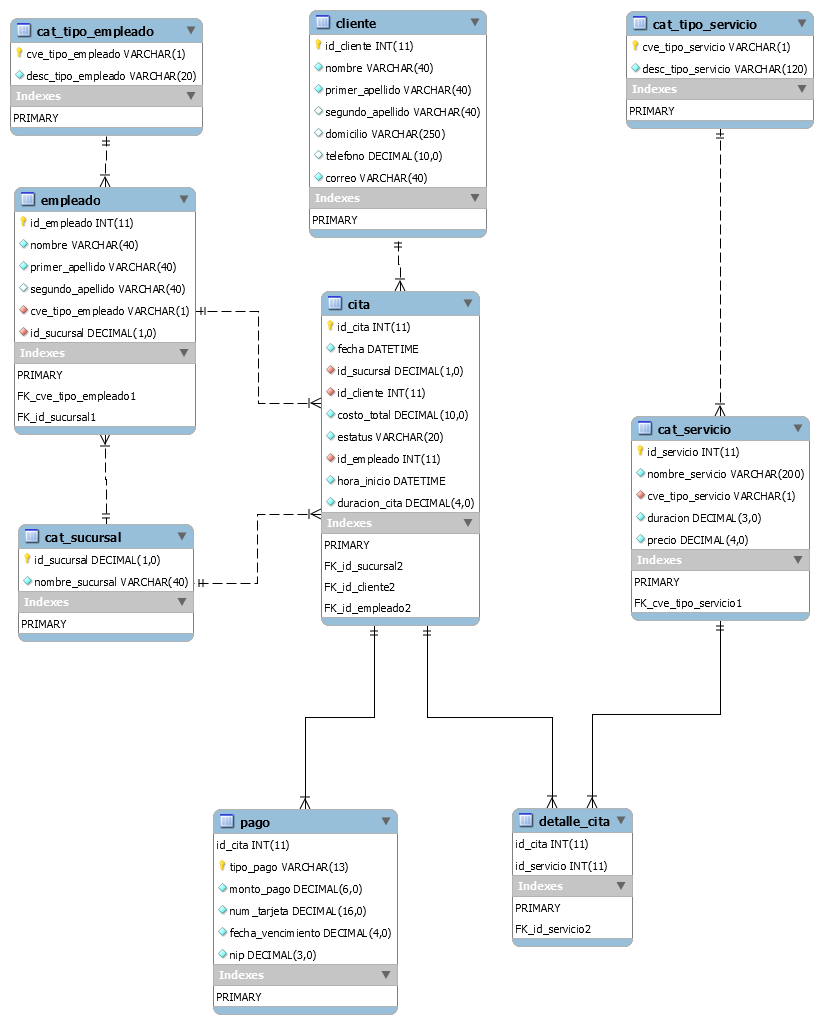 cat_tipo_empleado
cve_tipo_empleado VARCHAR(1)
desc_tipo_empleado VARCHAR(20)
Indexes
PRIMARY
cliente
id_cliente INT(11)
nombre VARCHAR(40)
primer_apellido VARCHAR(40)
segundo_apellido VARCHAR(40)
domicilio VARCHAR(250)
telefono DECIMAL(10,0)
correo VARCHAR(40)
Indexes
PRIMARY
cat_tipo_servicio
cve_tipo_servicio VARCHAR(1)
desc_tipo_servicio VARCHAR(120)
Indexes
PRIMARY
empleado
id_empleado INT(11)
nombre VARCHAR(40)
primer_apellido VARCHAR(40)
segundo_apellido VARCHAR(40)
cve_tipo_empleado VARCHAR(1)
id_sucursal DECIMAL(1,0)
Indexes
PRIMARY
FK_cve_tipo_empleado1
FK_id_sucursal1
cita
id_cita INT(11)
fecha DATETIME
id_sucursal DECIMAL(1,0)
id_cliente INT(11)
costo_total DECIMAL(10,0)
estatus VARCHAR(20)
id_empleado INT(11)
hora_inicio DATETIME
duracion_cita DECIMAL(4,0)
Indexes
PRIMARY
FK_id_sucursal2
FK_id_cliente2
FK_id_empleado2
cat_servicio
id_servicio INT(11)
nombre_servicio VARCHAR(200)
cve_tipo_servicio VARCHAR(1)
duracion DECIMAL(3,0)
precio DECIMAL(4,0)
Indexes
PRIMARY
FK_cve_tipo_servicio1
cat_sucursal
id_sucursal DECIMAL(1,0)
nombre_sucursal VARCHAR(40)
Indexes
PRIMARY
pago
id_cita INT(11)
tipo_pago VARCHAR(13)
monto_pago DECIMAL(6,0)
num_tarjeta DECIMAL(16,0)
fecha_vencimiento DECIMAL(4,0)
nip DECIMAL(3,0)
Indexes
PRIMARY
detalle_cita
id_cita INT(11)
id_servicio INT(11)
Indexes
PRIMARY
FK_id_servicio2